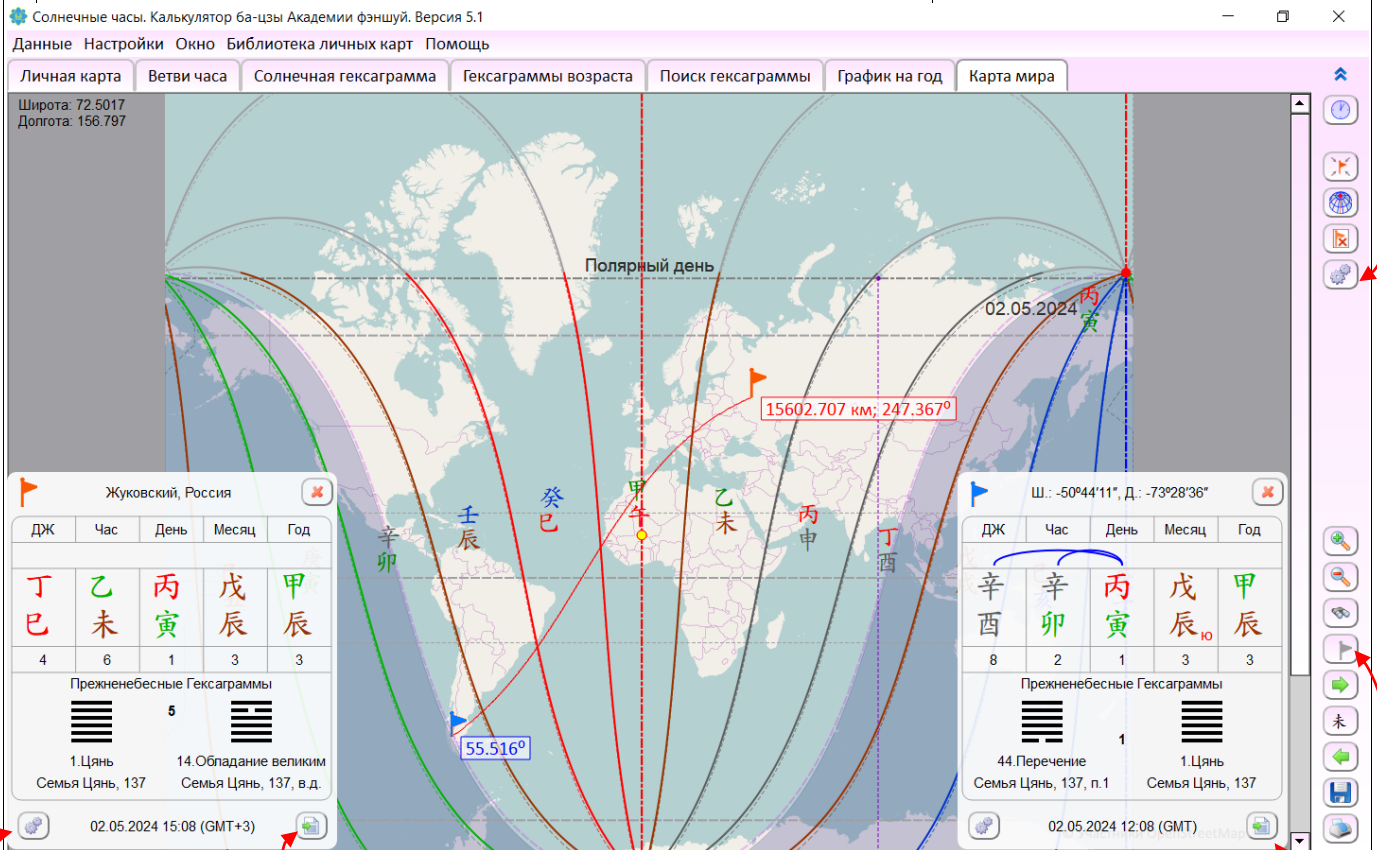 Солнечные часы. Калькулятор ба-цзы Академии фэншуй. Версия 5.1
Данные Настройки Окно Библиотека личных карт Помощь
Личная карта Ветви часа Солнечная гексаграмма Гексаграммы возраста Поиск гексаграммы График на год Карта мира
Широта: 72.5017
Долгота: 156.797
Полярный день
02.05.2024
丙
寅
15602.707 км; 247.367⁰
辛
卯
壬
辰
癸
巳
甲
午
乙
未
丙
申
丁
酉
55.516⁰
Жуковский, Россия
ДЖ Час День Месяц Год
丁 乙 丙 戊 甲
巳 未 寅 辰 辰
4 6 1 3 3
Прежненебесные Гексаграммы
5
1.Цянь 14.Обладание великим
Семья Цянь, 137 Семья Цянь, 137, в.д.
02.05.2024 15:08 (GMT+3)
Ш.: -50⁰44'11", Д.: -73⁰28'36"
ДЖ Час День Месяц Год
辛 辛 丙 戊 甲
酉 卯 寅 辰 ю 辰
8 2 1 3 3
Прежненебесные Гексаграммы
1
44.Перечение 1.Цянь
Семья Цянь, 137, п.1 Семья Цянь, 137
02.05.2024 12:08 (GMT)
未